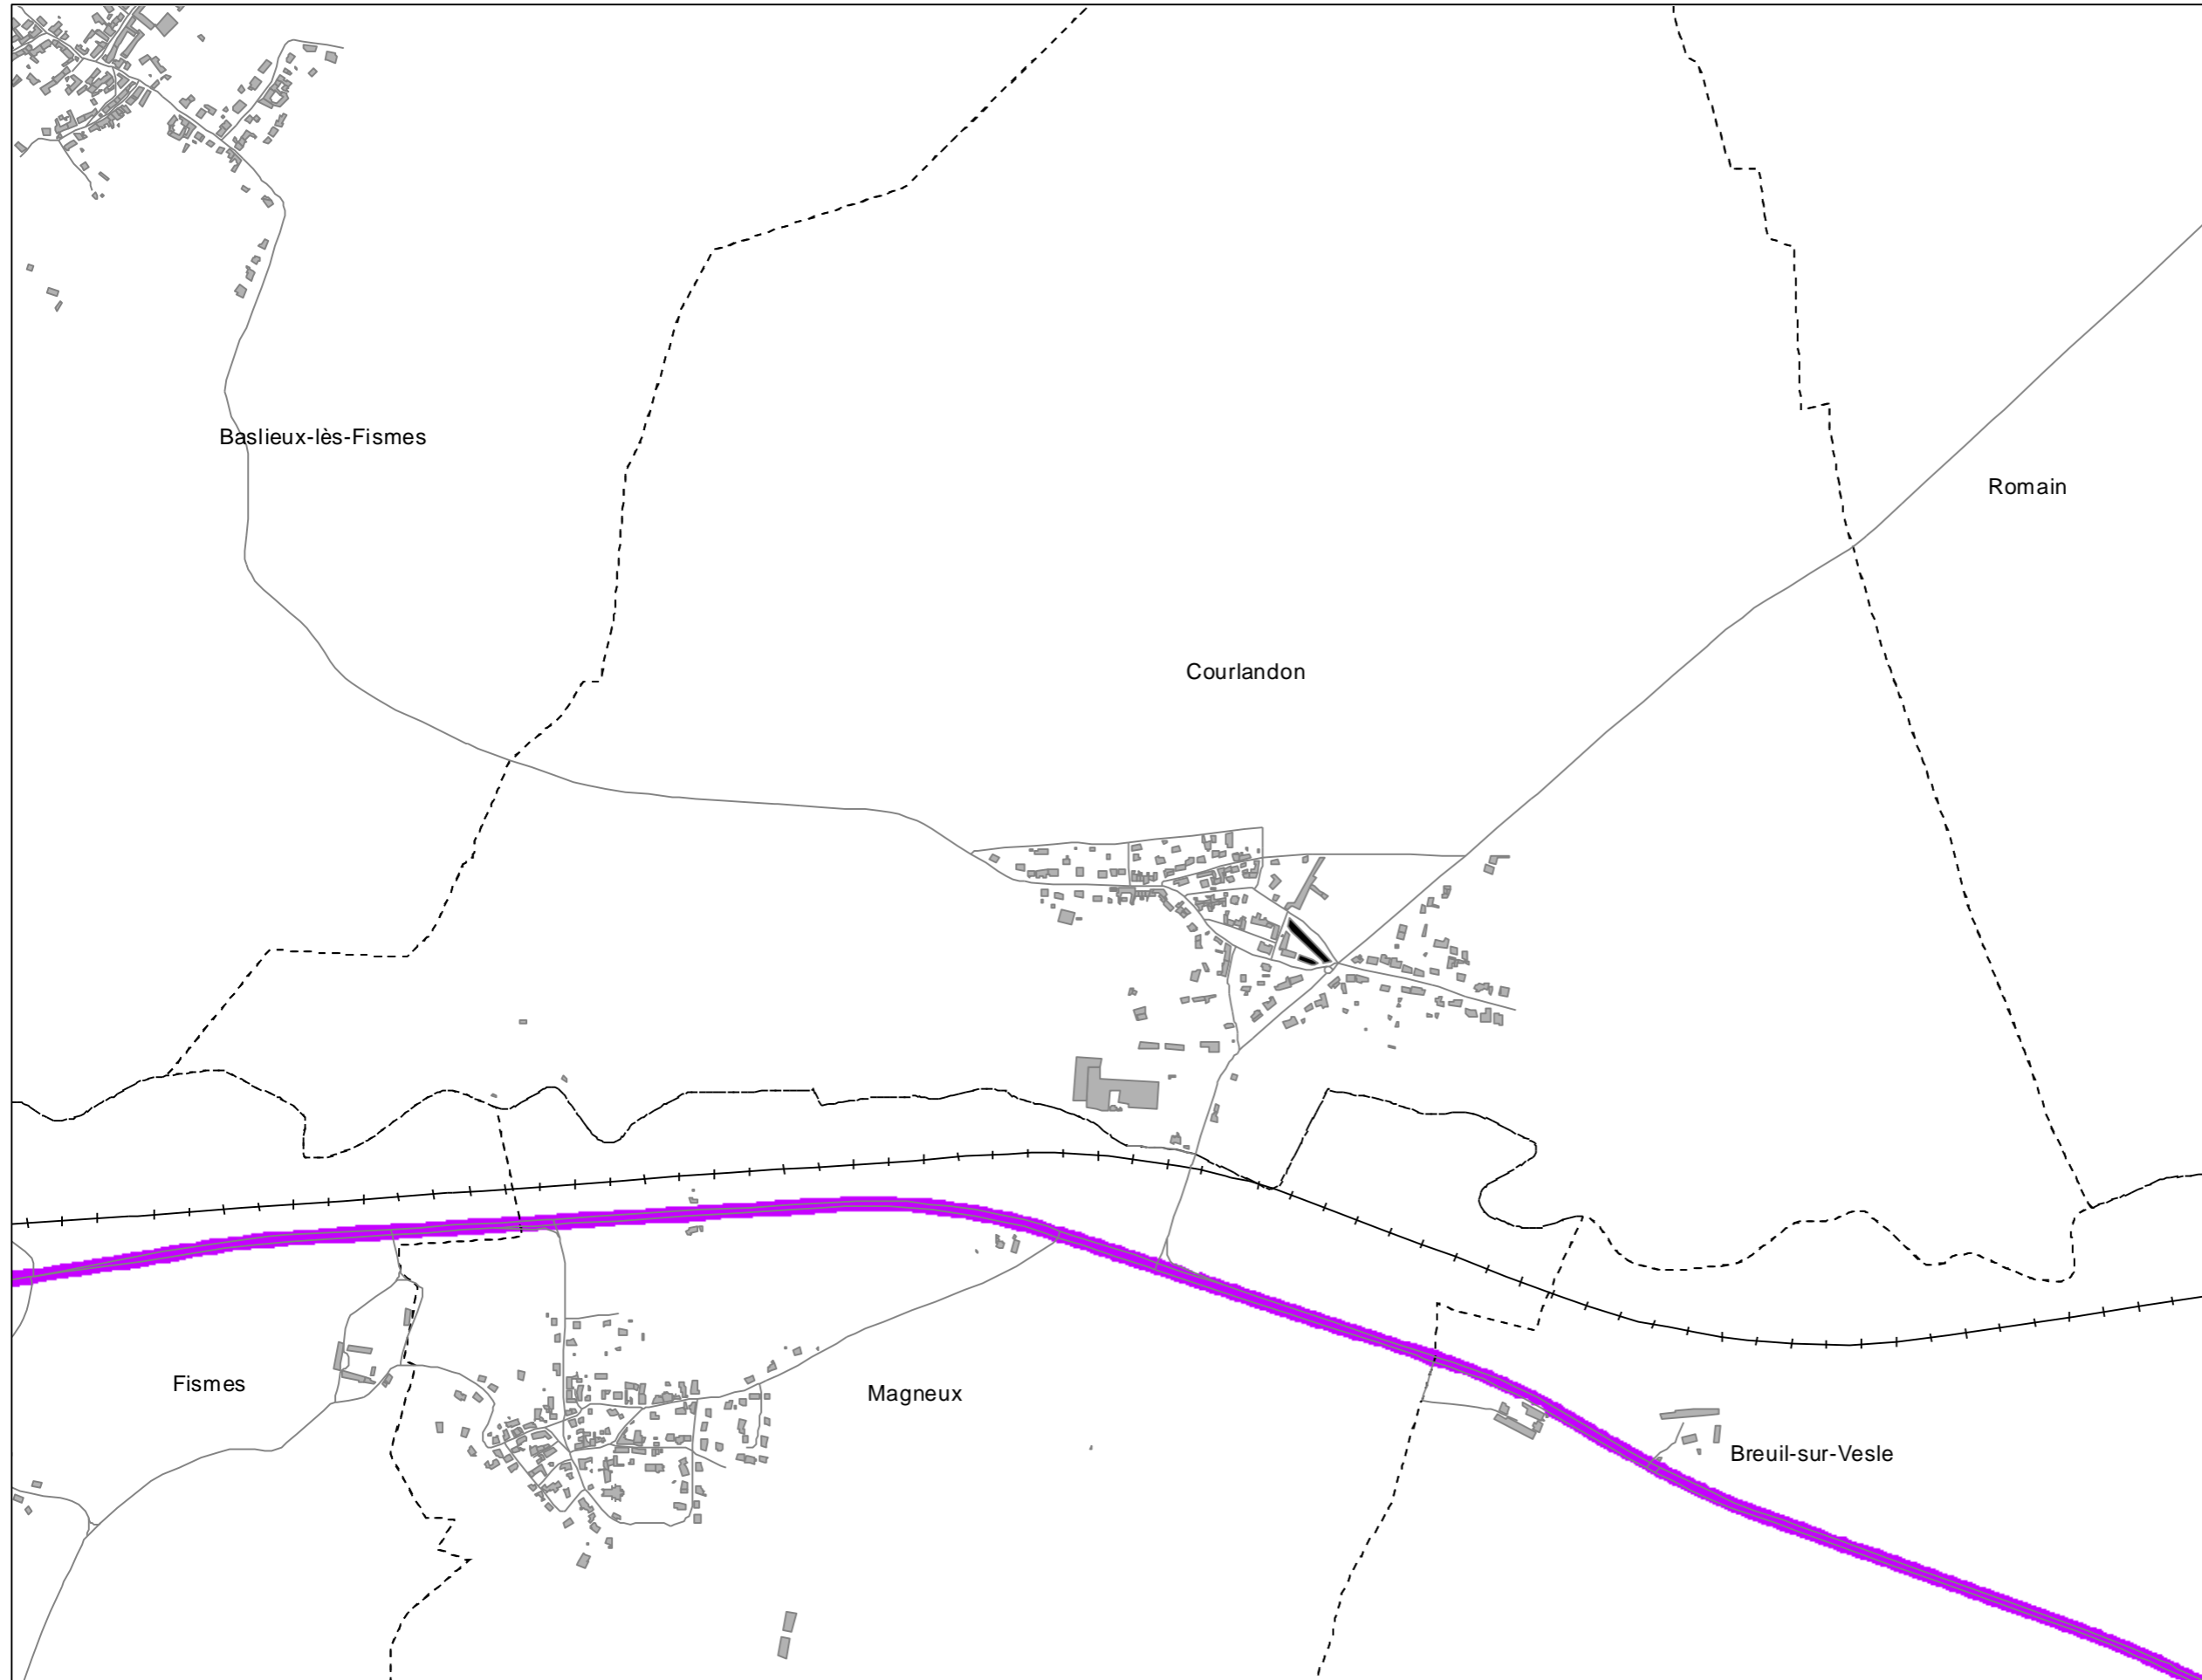 Baslieux-lès-Fismes
Romain
Courlandon
Fismes
Magneux
Breuil-sur-Vesle